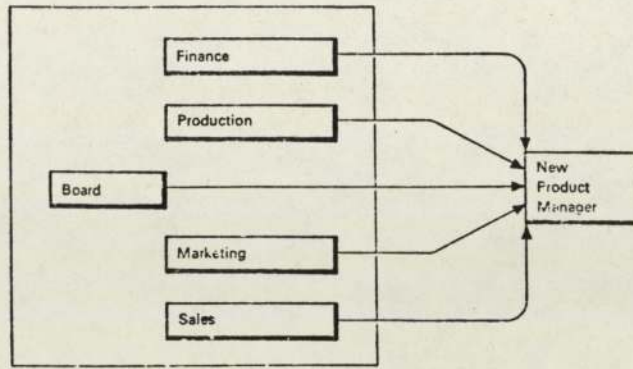 Finance
Production
Board
Marketing
Sales
New
Product
Manager